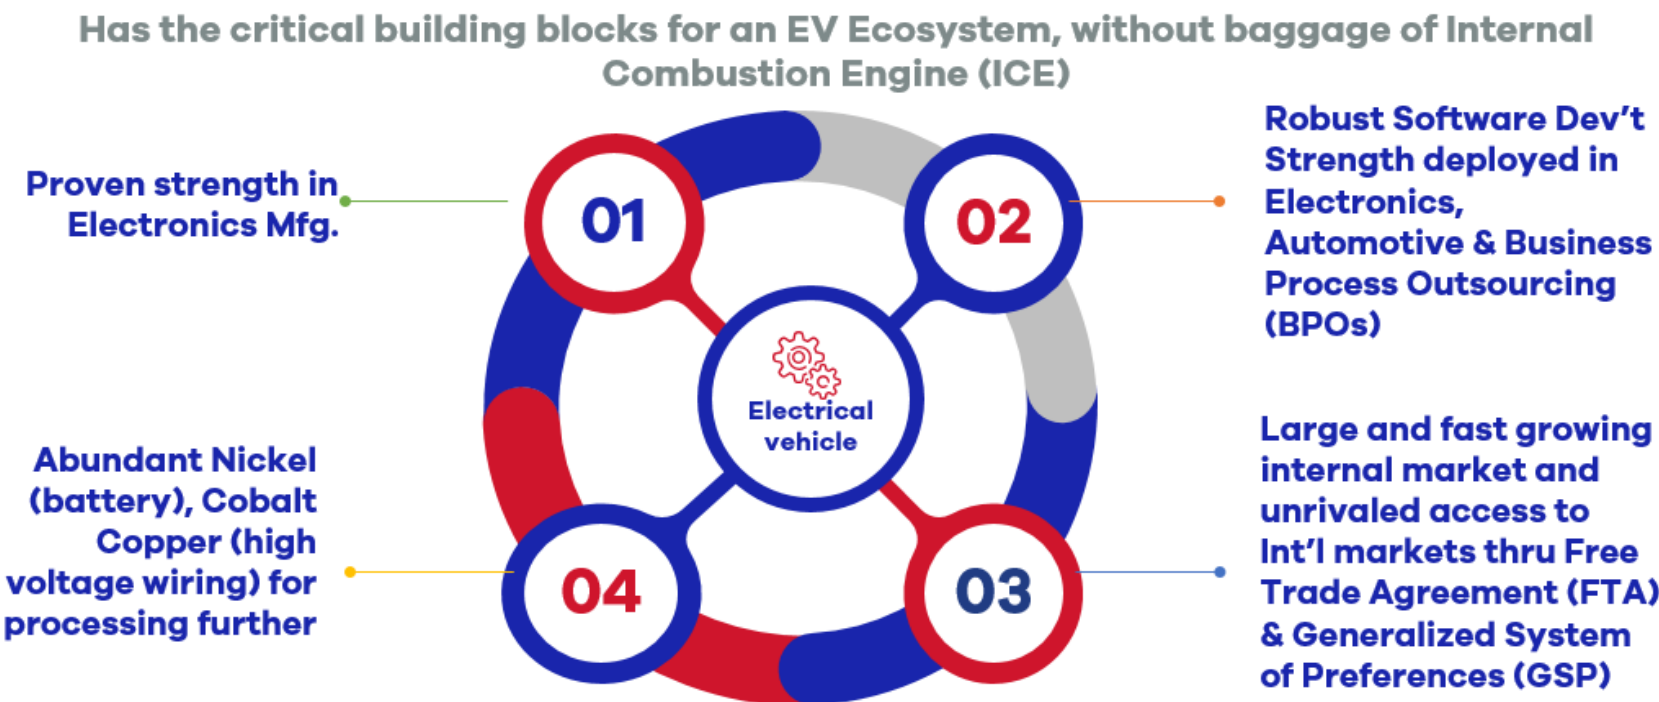 Has the critical building blocks for an EV Ecosystem, without baggage of Internal
Combustion Engine (ICE)
Proven strength in
Electronics Mfg.
01
02
Robust Software Dev’t
Strength deployed in
Electronics,
Automotive & Business
Process Outsourcing
(BPOs)
Electrical
vehicle
Abundant Nickel
(battery), Cobalt
Copper (high
voltage wiring) for
processing further
04
03
Large and fast growing
internal market and
unrivaled access to
Int’l markets thru Free
Trade Agreement (FTA)
& Generalized System
of Preferences (GSP)